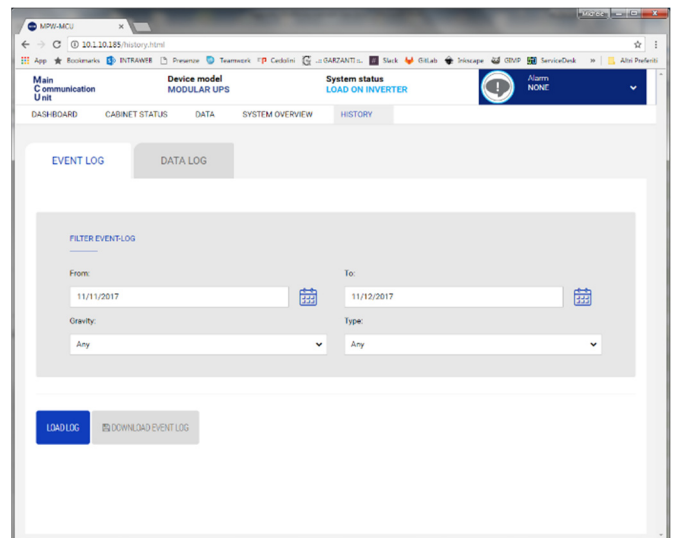 MPW-MCU
10.1.10.185/history.html
App Bookmarks INTRAWEB Presenze Teamwork Cedolini ..::GARZANTI::.. Slack GitLab Inkscape GEVP ServiceDesk » Altri Preferiti
Main
Communication
Unit
Device model
MODULAR UPS
System status
LOAD ON INVERTER
Alarm
NONE
DASHBOARD CABINET STATUS DATA SYSTEM OVERVIEW HISTORY
EVENT LOG DATA LOG
FILTER EVENT-LOG
From: To:
11/11/2017 11/12/2017
Gravity: Type:
Any Any
LOAD LOG DOWNLOAD EVENT LOG